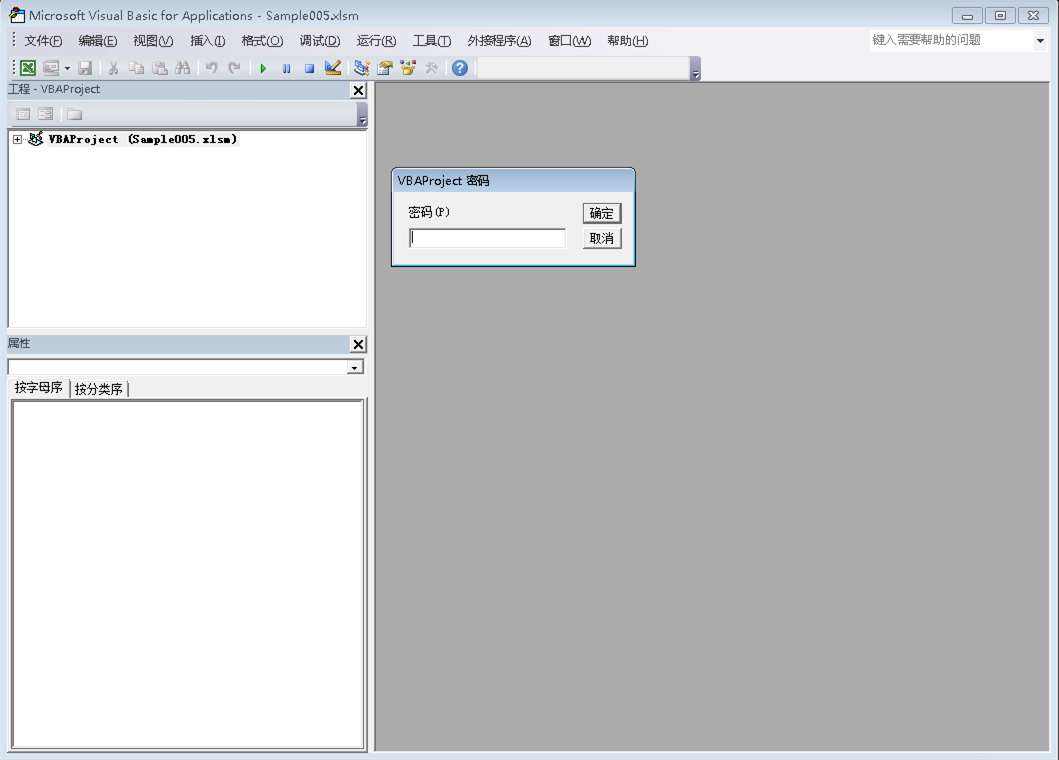 Microsoft Visual Basic for Applications - Sample005.xlsm
文件(F) 编辑(E) 视图(V) 插入(I) 格式(O) 调试(D) 运行(R) 工具(T) 外接程序(A) 窗口(W) 帮助(H) 键入需要帮助的问题
工程 - VBAProject
VBAProject (Sample005.xlsm)
VBAProject 密码
密码(P)
确定
取消
属性
按字母序 按分类序